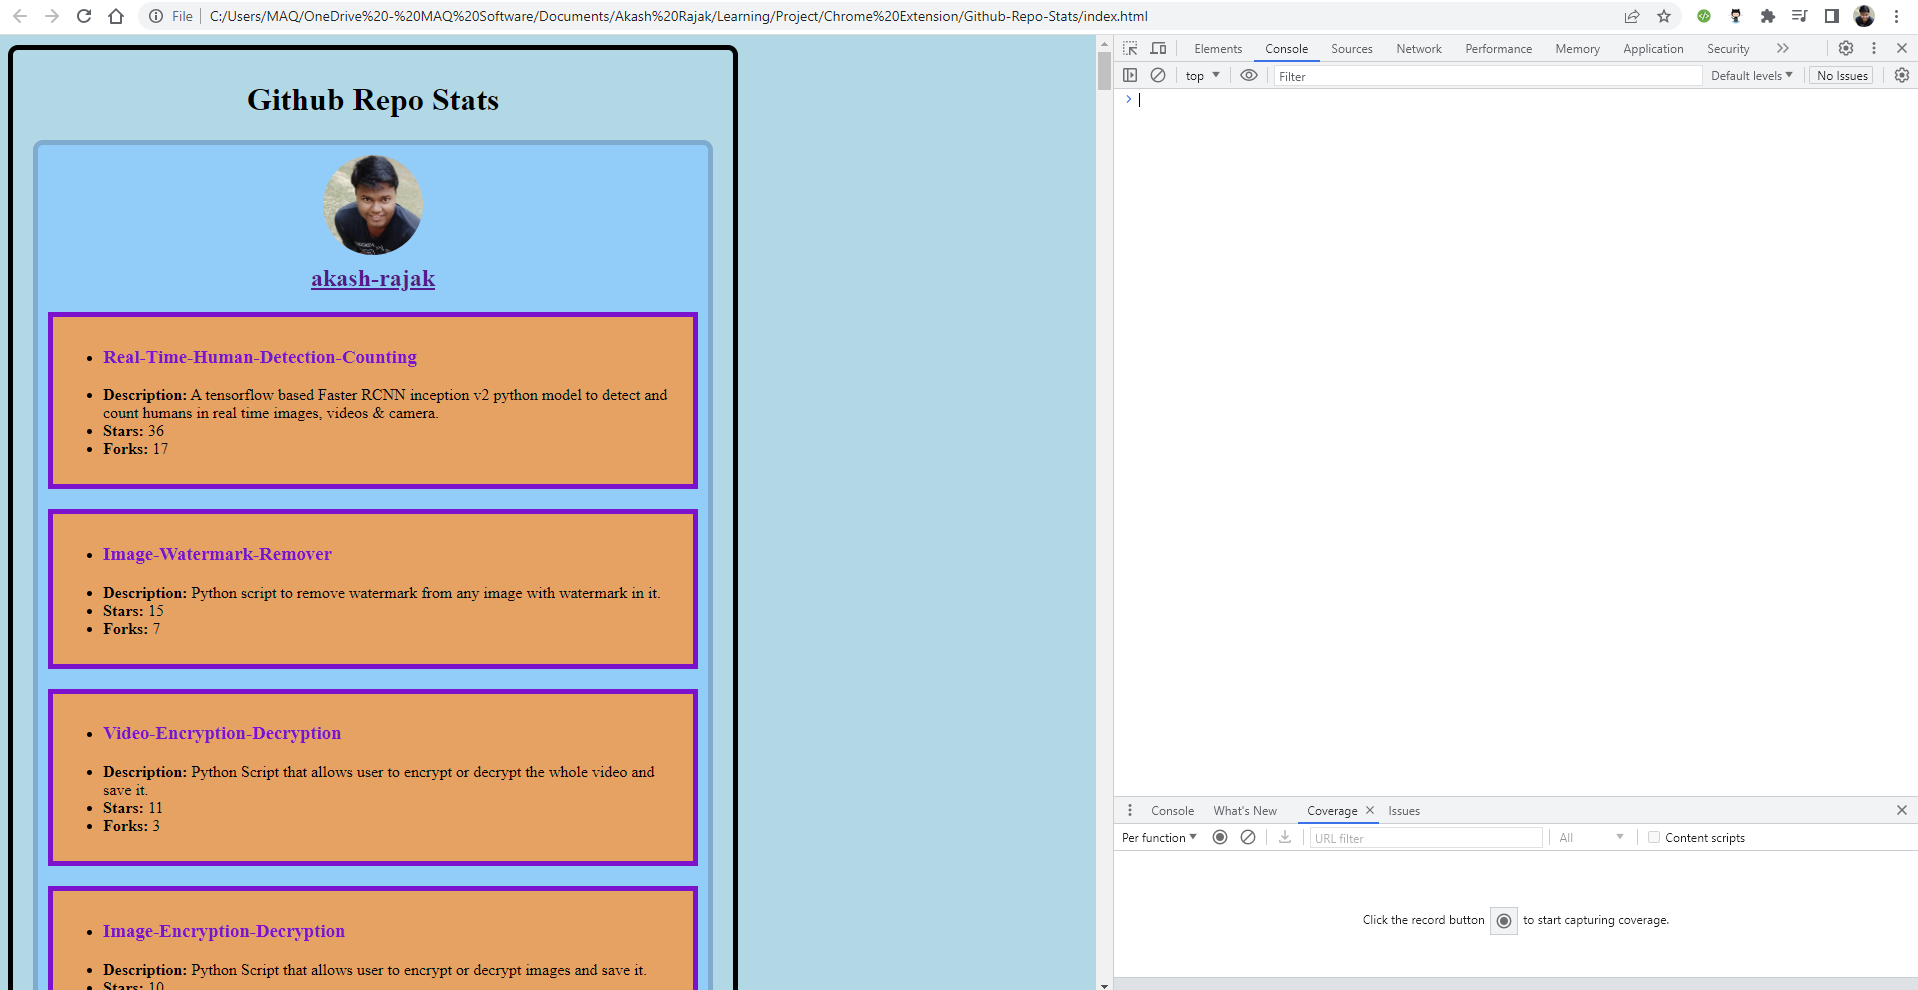 File C:/Users/MAQ/OneDrive%20-%20MAQ%20Software/Documents/Akash%20Rajak/Learning/Project/Chrome%20Extension/Github-Repo-Stats/index.html
Github Repo Stats
akash-rajak
Real-Time-Human-Detection-Counting
Description: A tensorflow based Faster RCNN inception v2 python model to detect and
count humans in real time images, videos & camera.
Stars: 36
Forks: 17
Image-Watermark-Remover
Description: Python script to remove watermark from any image with watermark in it.
Stars: 15
Forks: 7
Video-Encryption-Decryption
Description: Python Script that allows user to encrypt or decrypt the whole video and
save it.
Stars: 11
Forks: 3
Image-Encryption-Decryption
Description: Python Script that allows user to encrypt or decrypt images and save it.
Stars: 10
Elements Console Sources Network Performance Memory Application Security
top Filter Default levels No Issues
Console What's New Coverage Issues
Per function URL filter All Content scripts
Click the record button to start capturing coverage.